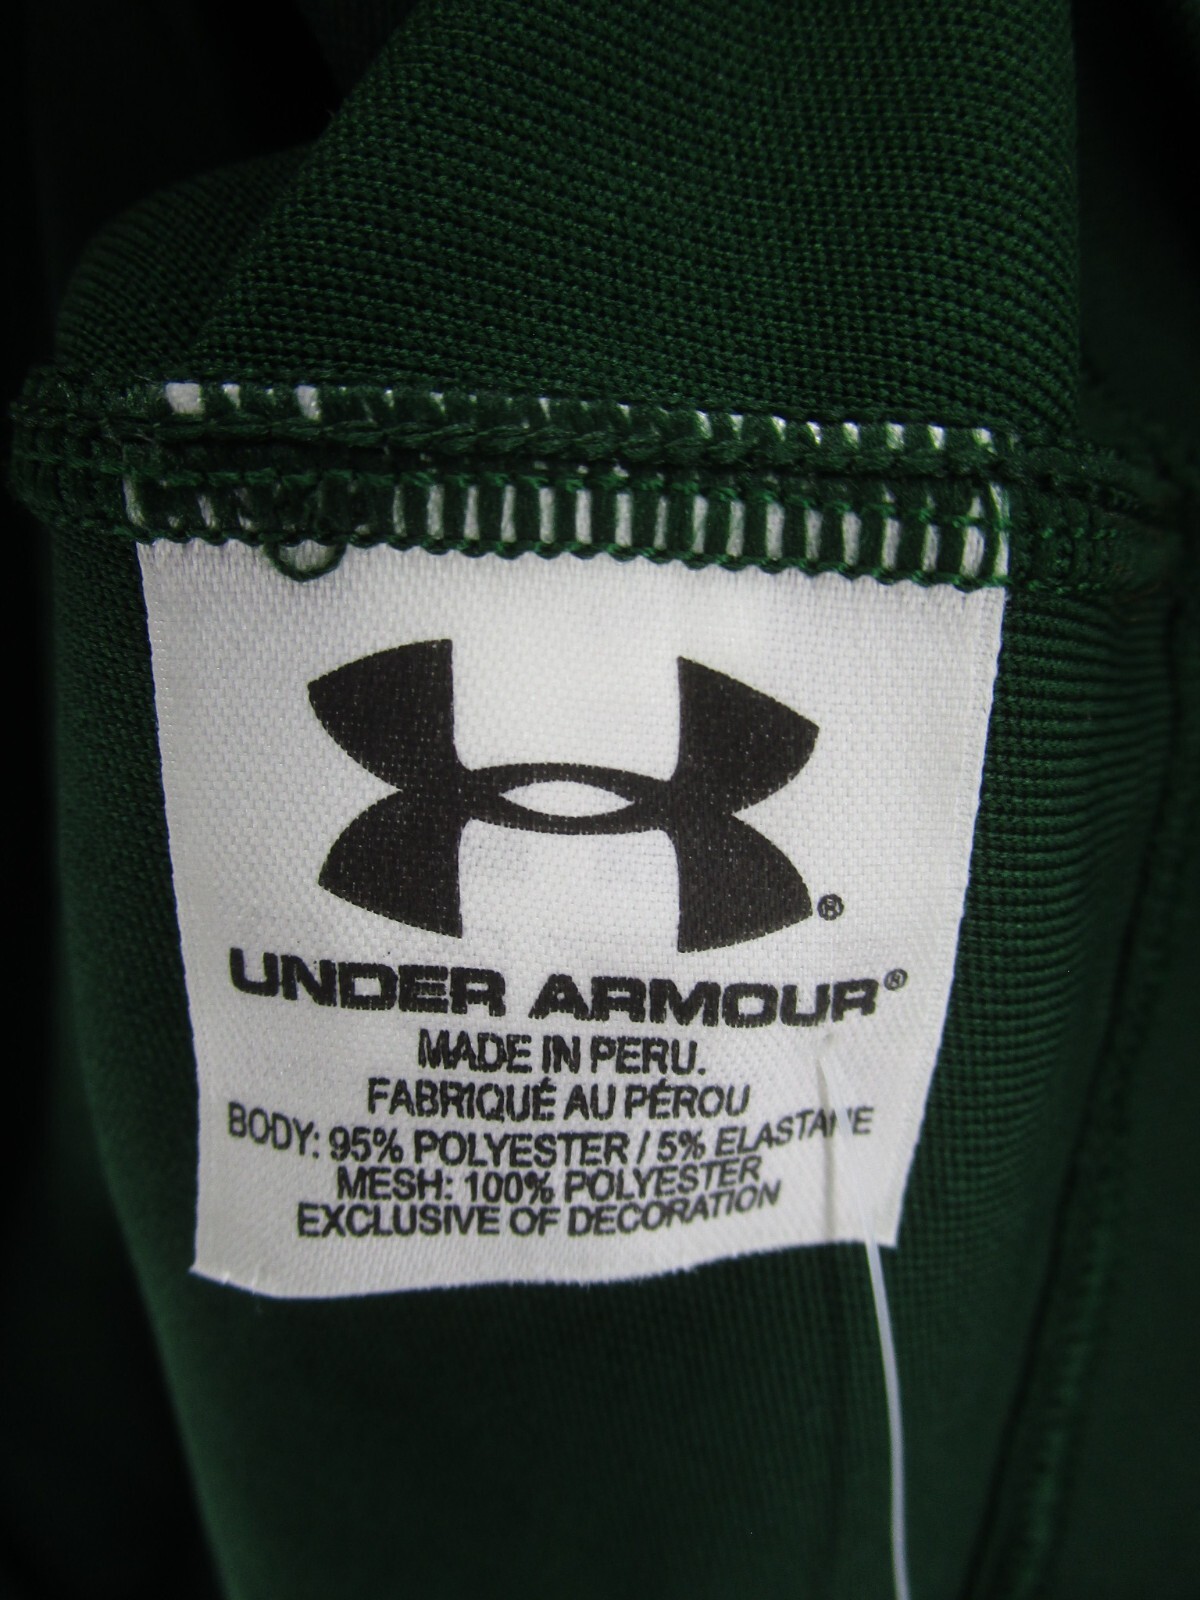 ®
UNDER ARMOUR®
MADE IN PERU.
FABRIQUÉ AU PÉROU
BODY: 95% POLYESTER / 5% ELASTANE
MESH: 100% POLYESTER
EXCLUSIVE OF DECORATION